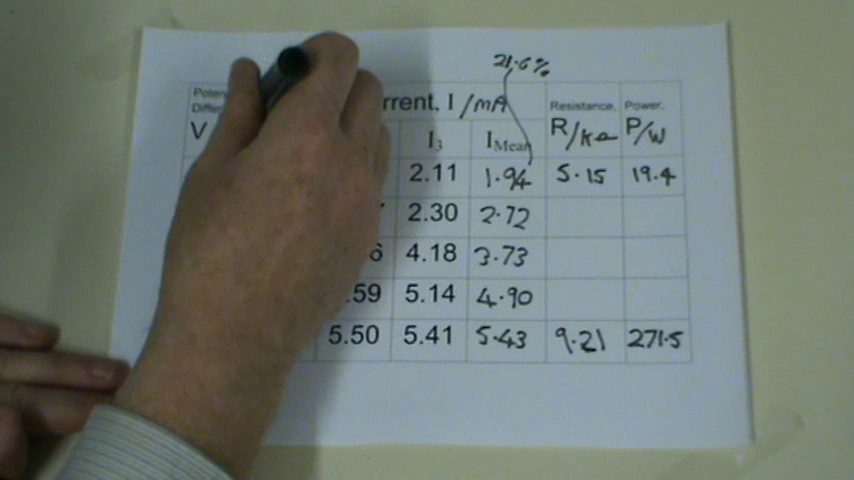 21.6%
Poten
Differ
rrent, I /mA
Resistance, Power,
V
I3 IMean R/kΩ P/W
2.11 1.94 5.15 19.4
2.30 2.72
6 4.18 3.73
.59 5.14 4.90
5.50 5.41 5.43 9.21 271.5